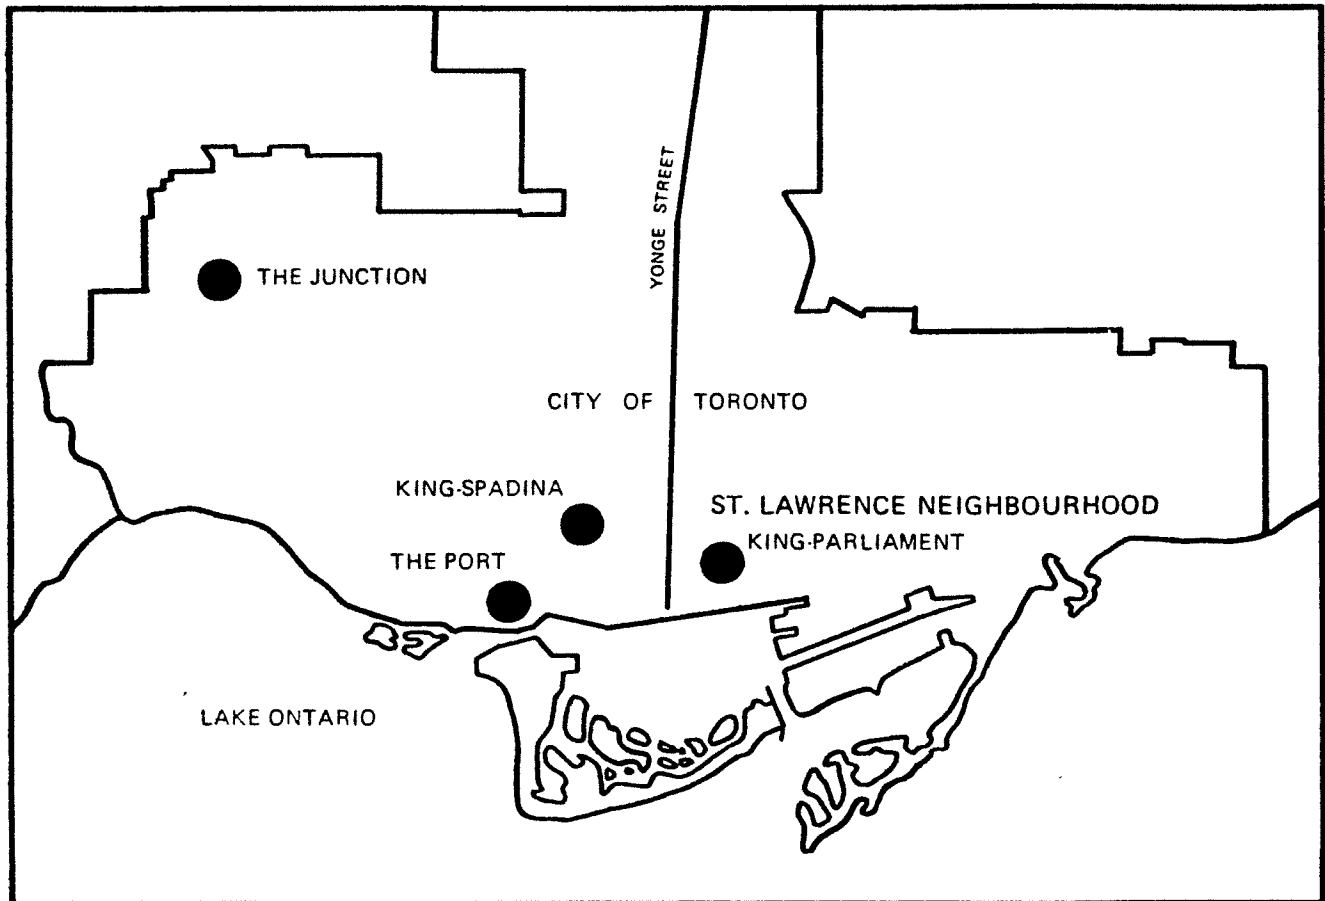 YONGE STREET
THE JUNCTION
CITY OF TORONTO
KING-SPADINA
ST. LAWRENCE NEIGHBOURHOOD
KING-PARLIAMENT
THE PORT
LAKE ONTARIO